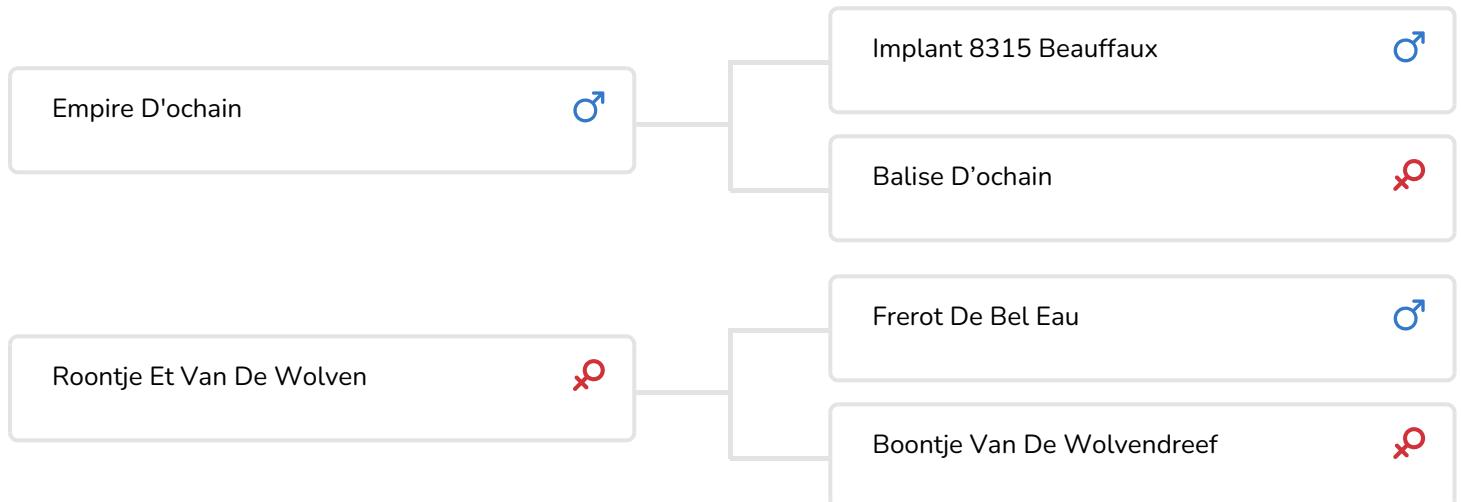 Implant 8315 Beauffaux
Empire D'ochain
Balise D’ochain
Frerot De Bel Eau
Roontje Et Van De Wolven
Boontje Van De Wolvendreef